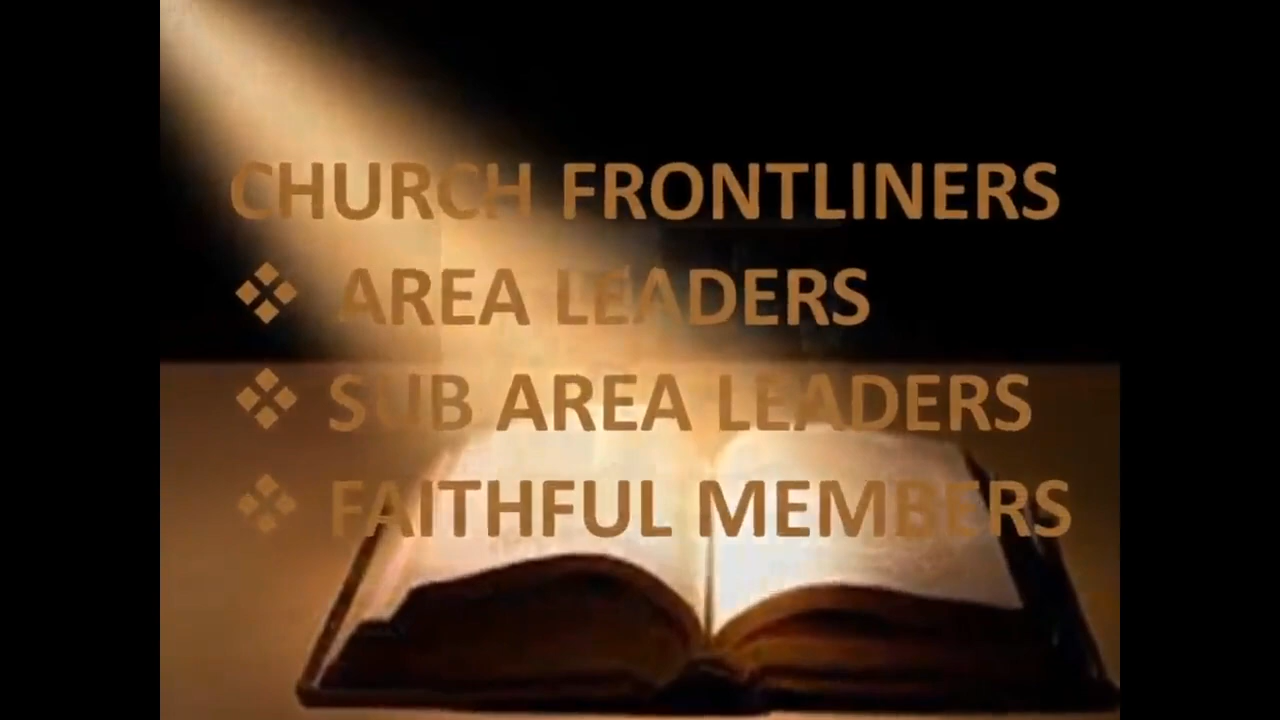 CHURCH FRONTLINERS
❖ AREA LEADERS
❖ SUB AREA LEADERS
❖ FAITHFUL MEMBERS